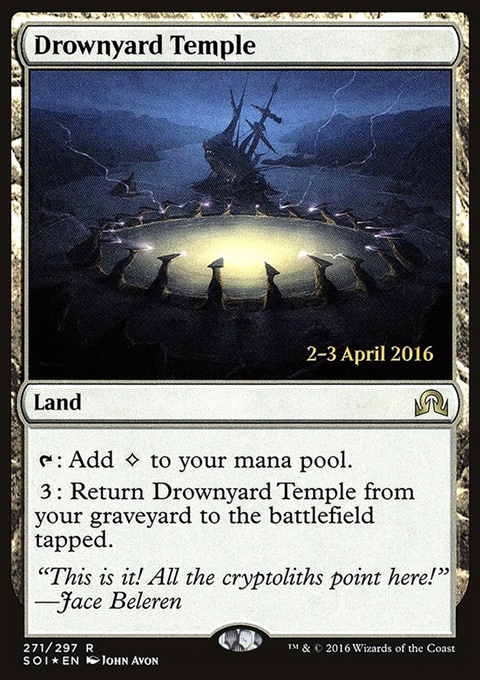 Drownyard Temple
2–3 April 2016
Land
: Add to your mana pool.
3: Return Drownyard Temple from
your graveyard to the battlefield
tapped.
“This is it! All the cryptoliths point here!”
—Jace Beleren
271/297 R
SOI★EN JOHN AVON
™ & © 2016 Wizards of the Coast